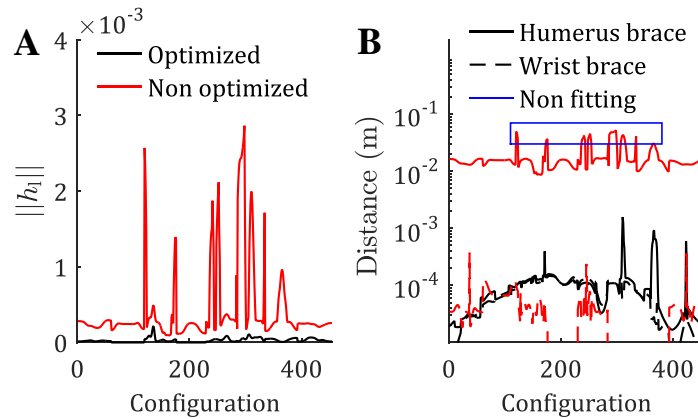 A
4 × 10⁻³
Optimized
Non optimized
3
2
1
0
||h₁||
0
200
400
Configuration
B
Humerus brace
Wrist brace
Non fitting
10⁻¹
10⁻²
10⁻³
10⁻⁴
Distance (m)
0
200
400
Configuration